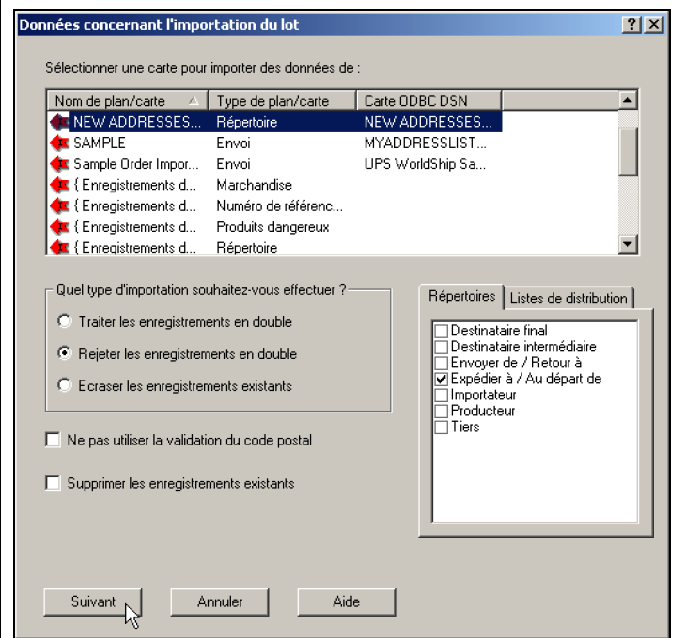 Données concernant l'importation du lot
Sélectionner une carte pour importer des données de :
Nom de plan/carte Type de plan/carte Carte ODBC DSN
NEW ADDRESSES... Répertoire NEW ADDRESSES...
SAMPLE Envoi MYADDRESSLIST...
Sample Order Impor... Envoi UPS WorldShip Sa...
{ Enregistrements d... Marchandise
{ Enregistrements d... Numéro de référenc...
{ Enregistrements d... Produits dangereux
{ Enregistrements d... Répertoire
Quel type d'importation souhaitez-vous effectuer ?
Traiter les enregistrements en double
Rejeter les enregistrements en double
Ecraser les enregistrements existants
Ne pas utiliser la validation du code postal
Supprimer les enregistrements existants
Répertoires Listes de distribution
Destinataire final
Destinataire intermédiaire
Envoyer de / Retour à
Expédier à / Au départ de
Importateur
Producteur
Tiers
Suivant Annuler Aide